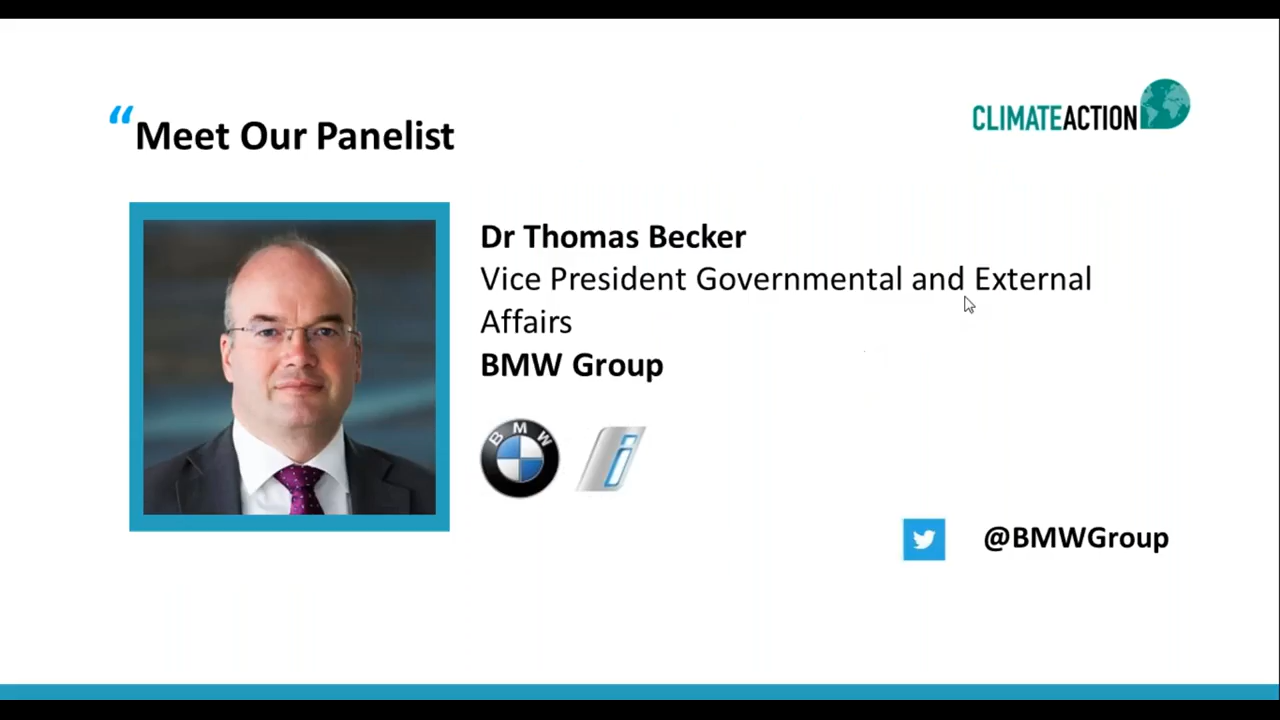 “Meet Our Panelist
CLIMATEACTION
Dr Thomas Becker
Vice President Governmental and External
Affairs
BMW Group
BMW
i
@BMWGroup